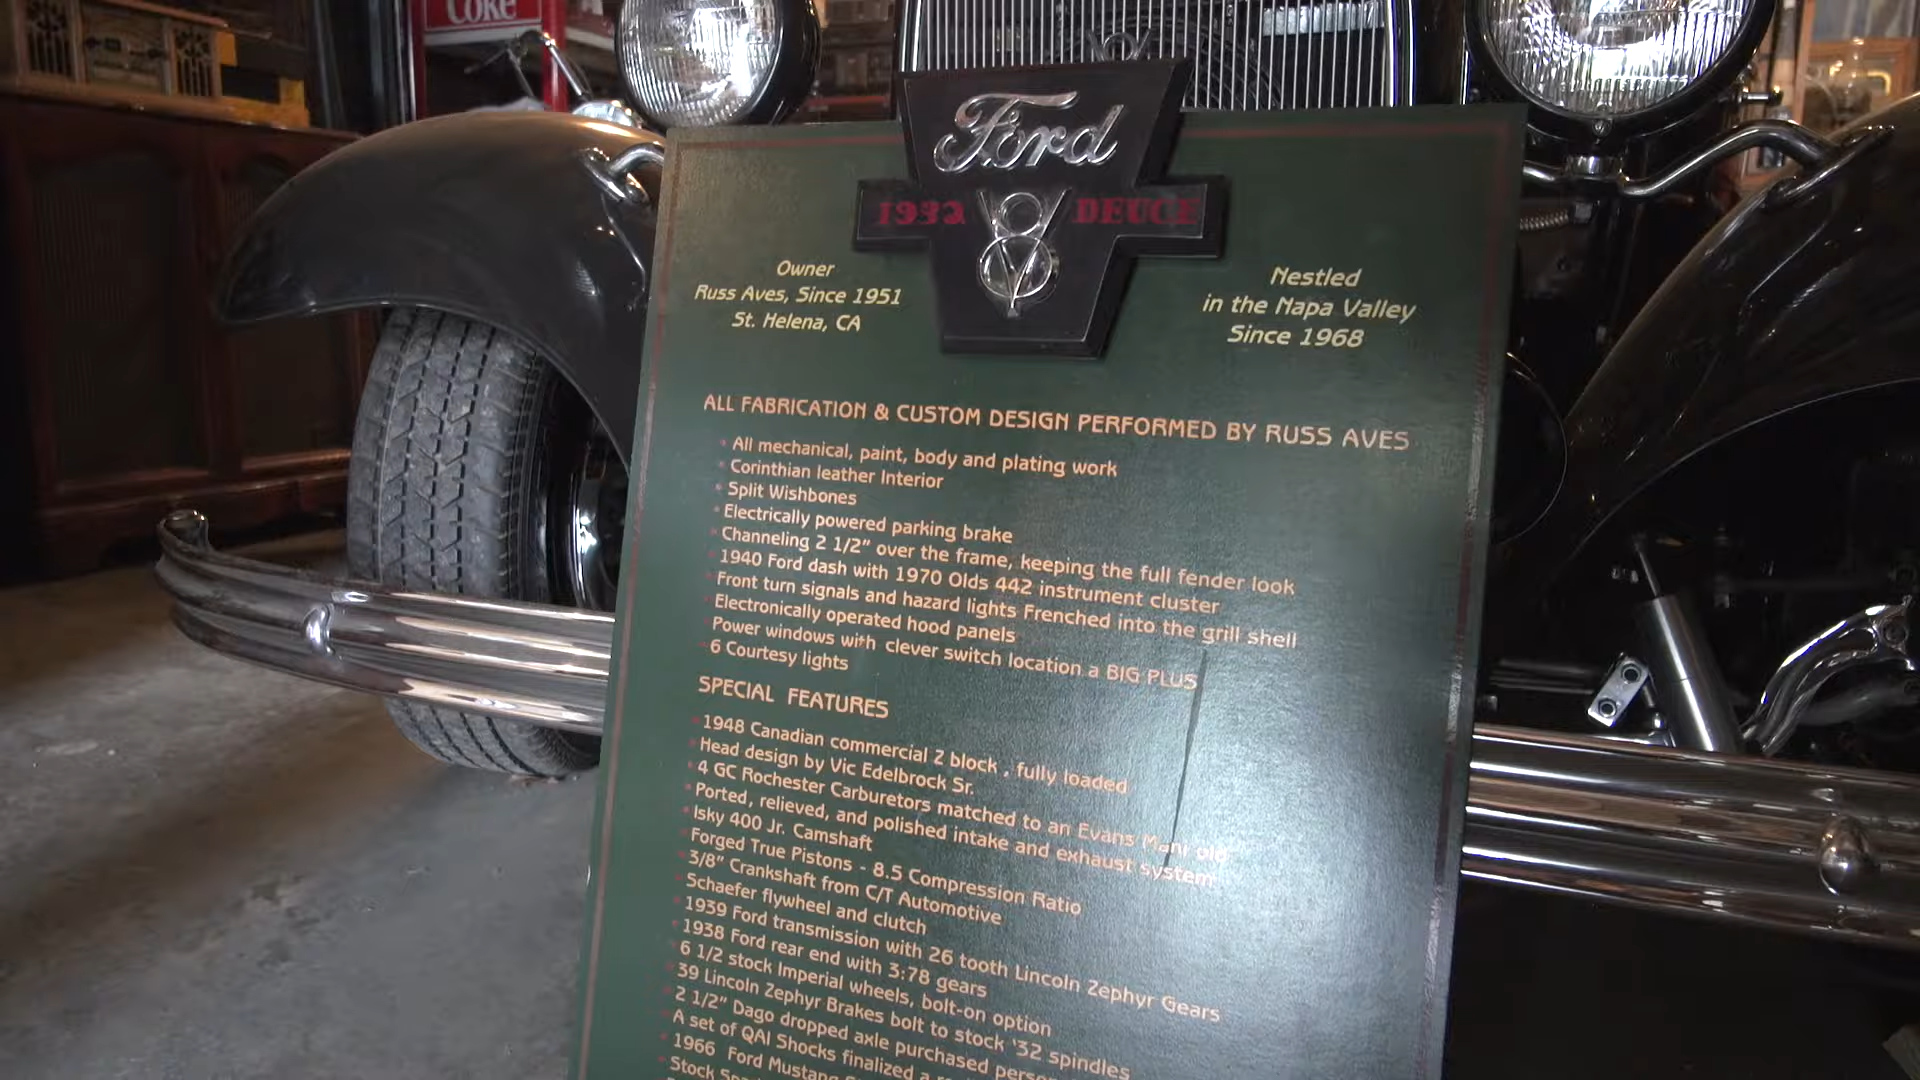 Coke
Ford
1932 V8 DEUCE
Owner
Russ Aves, Since 1951
St. Helena, CA
Nestled
in the Napa Valley
Since 1968
ALL FABRICATION & CUSTOM DESIGN PERFORMED BY RUSS AVES
All mechanical, paint, body and plating work
Corinthian leather Interior
Split Wishbones
Electrically powered parking brake
Channeling 2 1/2" over the frame, keeping the full fender look
1940 Ford dash with 1970 Olds 442 instrument cluster
Front turn signals and hazard lights Frenched into the grill shell
Electronically operated hood panels
Power windows with clever switch location a BIG PLUS
6 Courtesy lights
SPECIAL FEATURES
1948 Canadian commercial Z block , fully loaded
Head design by Vic Edelbrock Sr.
4 GC Rochester Carburetors matched to an Evans
Ported, relieved, and polished intake and exhaust system
Isky 400 Jr. Camshaft
Forged True Pistons - 8.5 Compression Ratio
3/8" Crankshaft from C/T Automotive
Schaefer flywheel and clutch
1939 Ford transmission with 26 tooth Lincoln Zephyr Gears
1938 Ford rear end with 3:78 gears
6 1/2 stock Imperial wheels, bolt-on option
39 Lincoln Zephyr Brakes bolt to stock '32 spindles
2 1/2" Dago dropped axle purchased
A set of QAI Shocks finalized a
1966 Ford Mustang
Stock